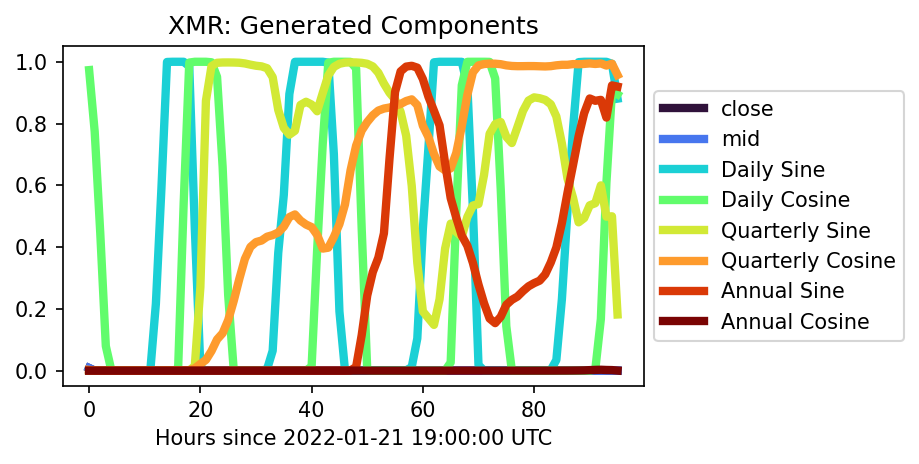 XMR: Generated Components
1.0
0.8
0.6
0.4
0.2
0.0
0 20 40 60 80
Hours since 2022-01-21 19:00:00 UTC
close
mid
Daily Sine
Daily Cosine
Quarterly Sine
Quarterly Cosine
Annual Sine
Annual Cosine